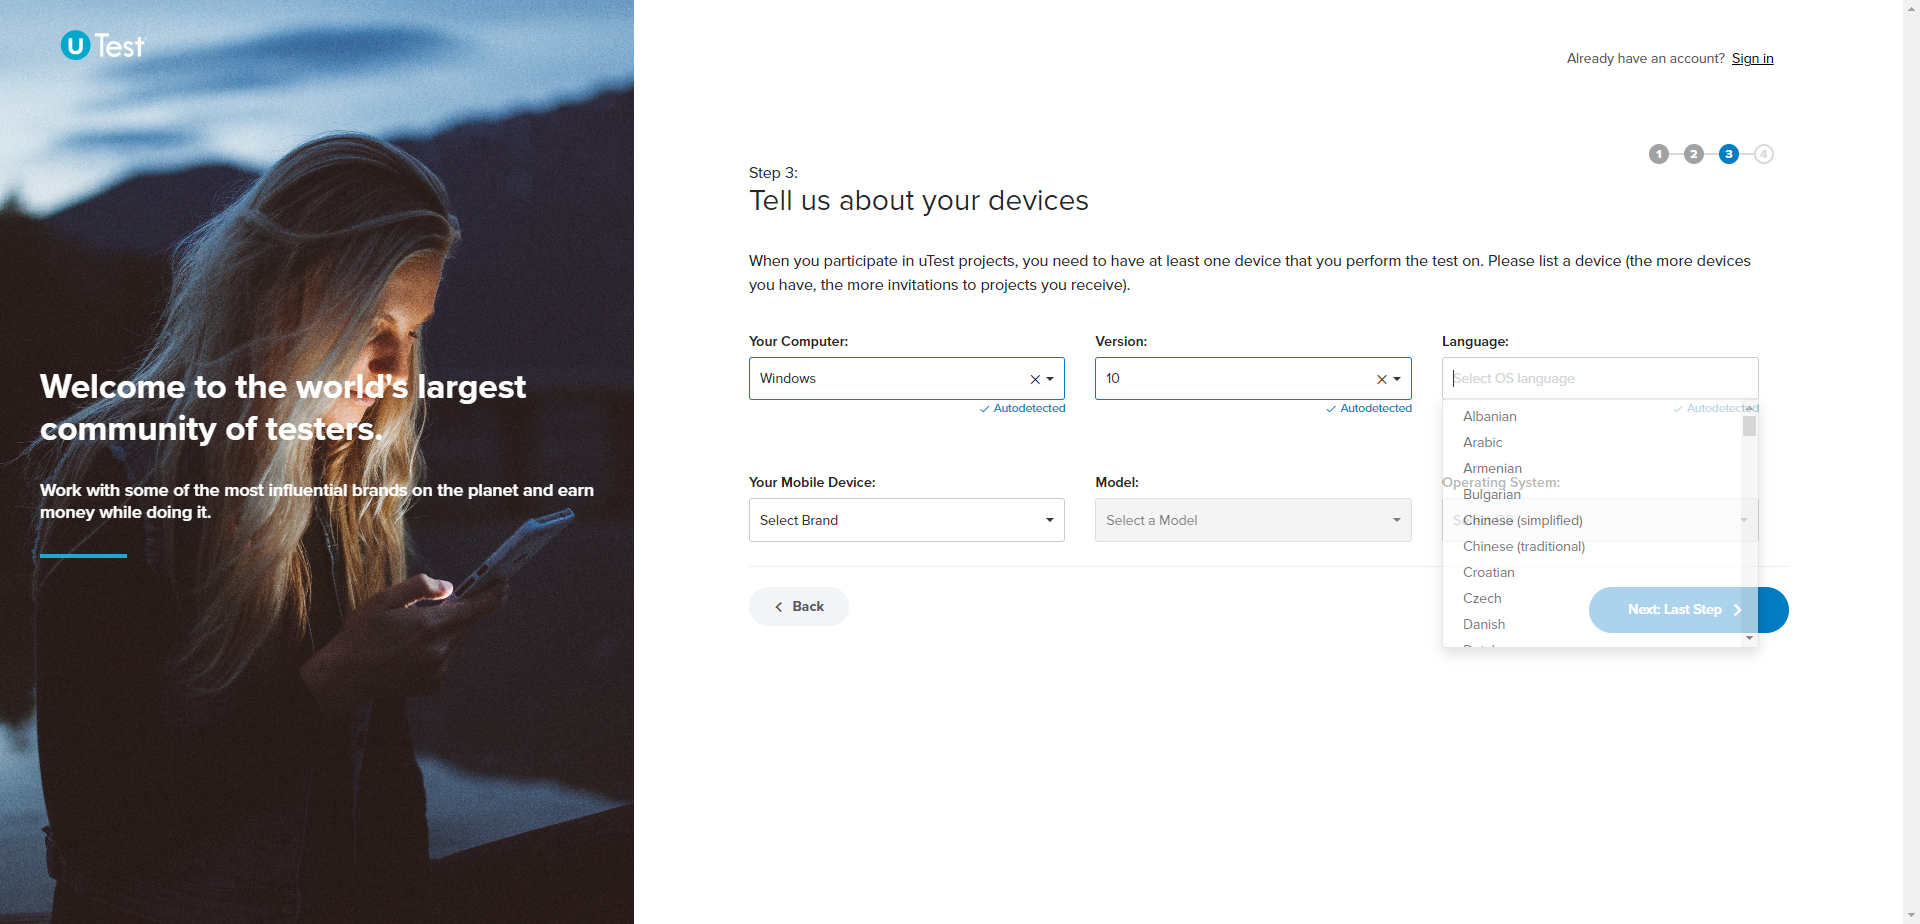 U Test
Already have an account? Sign in
1 2 3 4
Step 3:
Tell us about your devices
When you participate in uTest projects, you need to have at least one device that you perform the test on. Please list a device (the more devices
you have, the more invitations to projects you receive).
Welcome to the world's largest
community of testers.
Work with some of the most influential brands on the planet and earn
money while doing it.
Your Computer: Version: Language:
Windows 10 Select OS language
Autodetected Autodetected Autodetected
Albanian
Arabic
Armenian
Your Mobile Device: Model: Operating System:
Bulgarian
Select Brand Select a Model Chinese (simplified)
Chinese (traditional)
Croatian
Czech
Back Next: Last Step
Danish